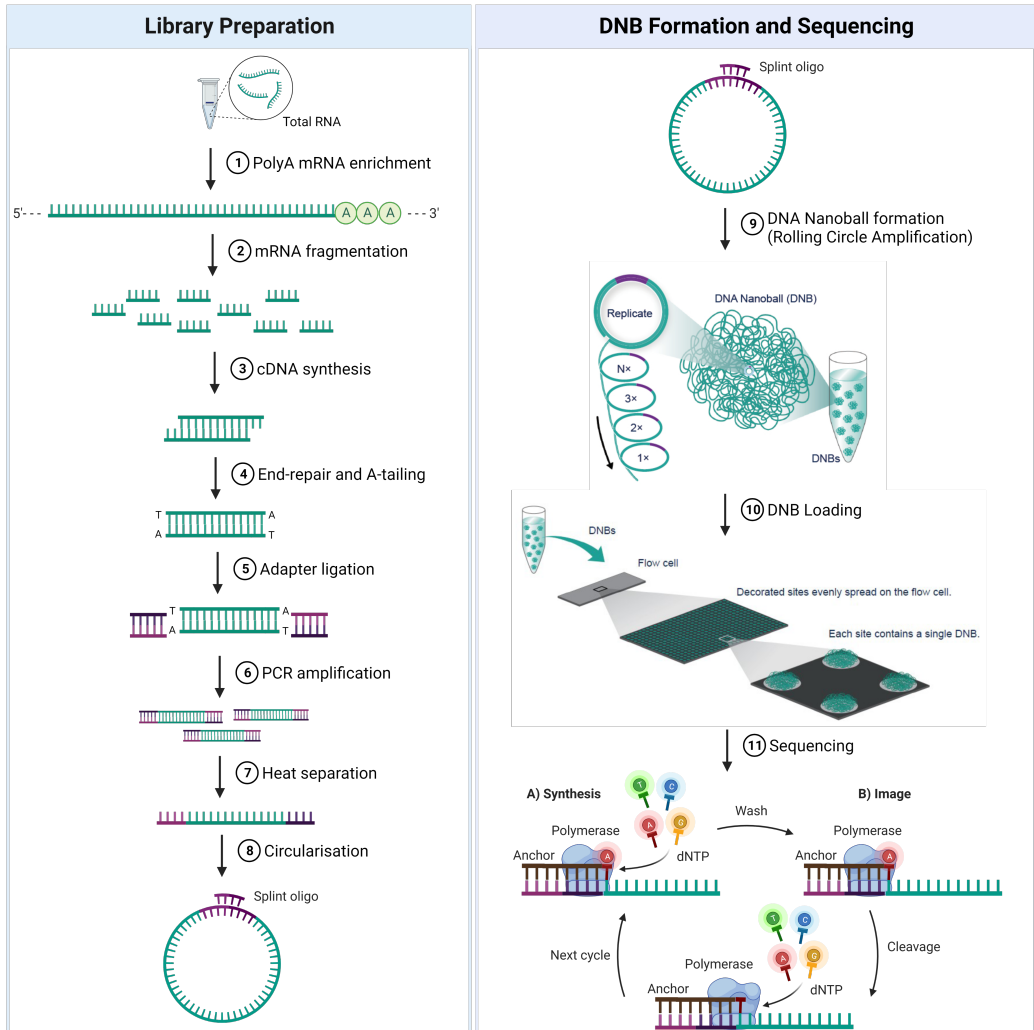 Library Preparation
Total RNA
1 PolyA mRNA enrichment
5' A A A 3'
2 mRNA fragmentation
3 cDNA synthesis
4 End-repair and A-tailing
T A
A T
5 Adapter ligation
T A
A T
6 PCR amplification
7 Heat separation
8 Circularisation
Splint oligo
DNB Formation and Sequencing
Splint oligo
9 DNA Nanoball formation
(Rolling Circle Amplification)
Replicate
DNA Nanoball (DNB)
N×
3×
2×
1×
DNBs
10 DNB Loading
DNBs
Flow cell
Decorated sites evenly spread on the flow cell.
Each site contains a single DNB.
11 Sequencing
A) Synthesis
T C
A G
dNTP
Polymerase
A
Anchor
Wash
B) Image
Polymerase
A
Anchor
Cleavage
T C
A G
dNTP
Polymerase
Anchor
Next cycle